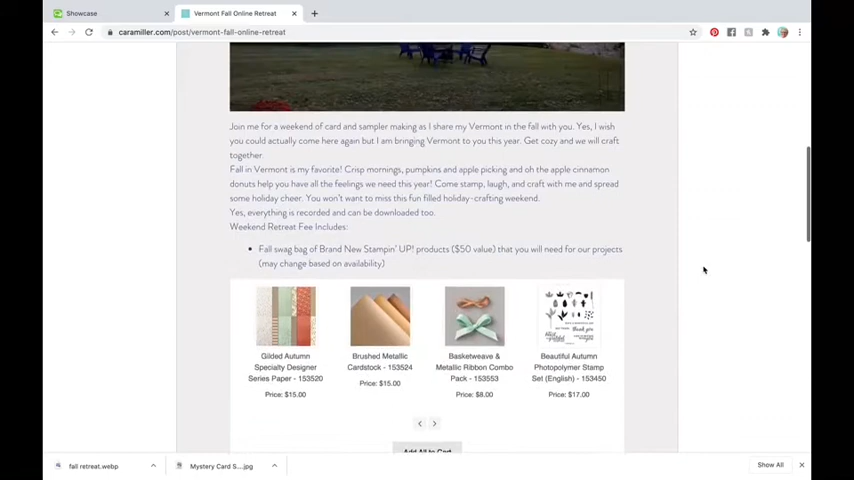 Showcase
Vermont Fall Online Retreat
caramiller.com/post/vermont-fall-online-retreat
Join me for a weekend of card and sampler making as I share my Vermont in the fall with you. Yes, I wish
you could actually come here again but I am bringing Vermont to you this year. Get cozy and we will craft
together.
Fall in Vermont is my favorite! Crisp mornings, pumpkins and apple picking and oh the apple cinnamon
donuts help you have all the feelings we need this year! Come stamp, laugh, and craft with me and spread
some holiday cheer. You won't want to miss this fun filled holiday-crafting weekend.
Yes, everything is recorded and can be downloaded too.
Weekend Retreat Fee Includes:
Fall swag bag of Brand New Stampin' UP! products ($50 value) that you will need for our projects
(may change based on availability)
thank you
Gilded Autumn
Specialty Designer
Series Paper - 153520
Price: $15.00
Brushed Metallic
Cardstock - 153524
Price: $15.00
Basketweave &
Metallic Ribbon Combo
Pack - 153553
Price: $8.00
Beautiful Autumn
Photopolymer Stamp
Set (English) - 153450
Price: $17.00
Add All to Cart
fall retreat.webp
Mystery Card S....jpg
Show All